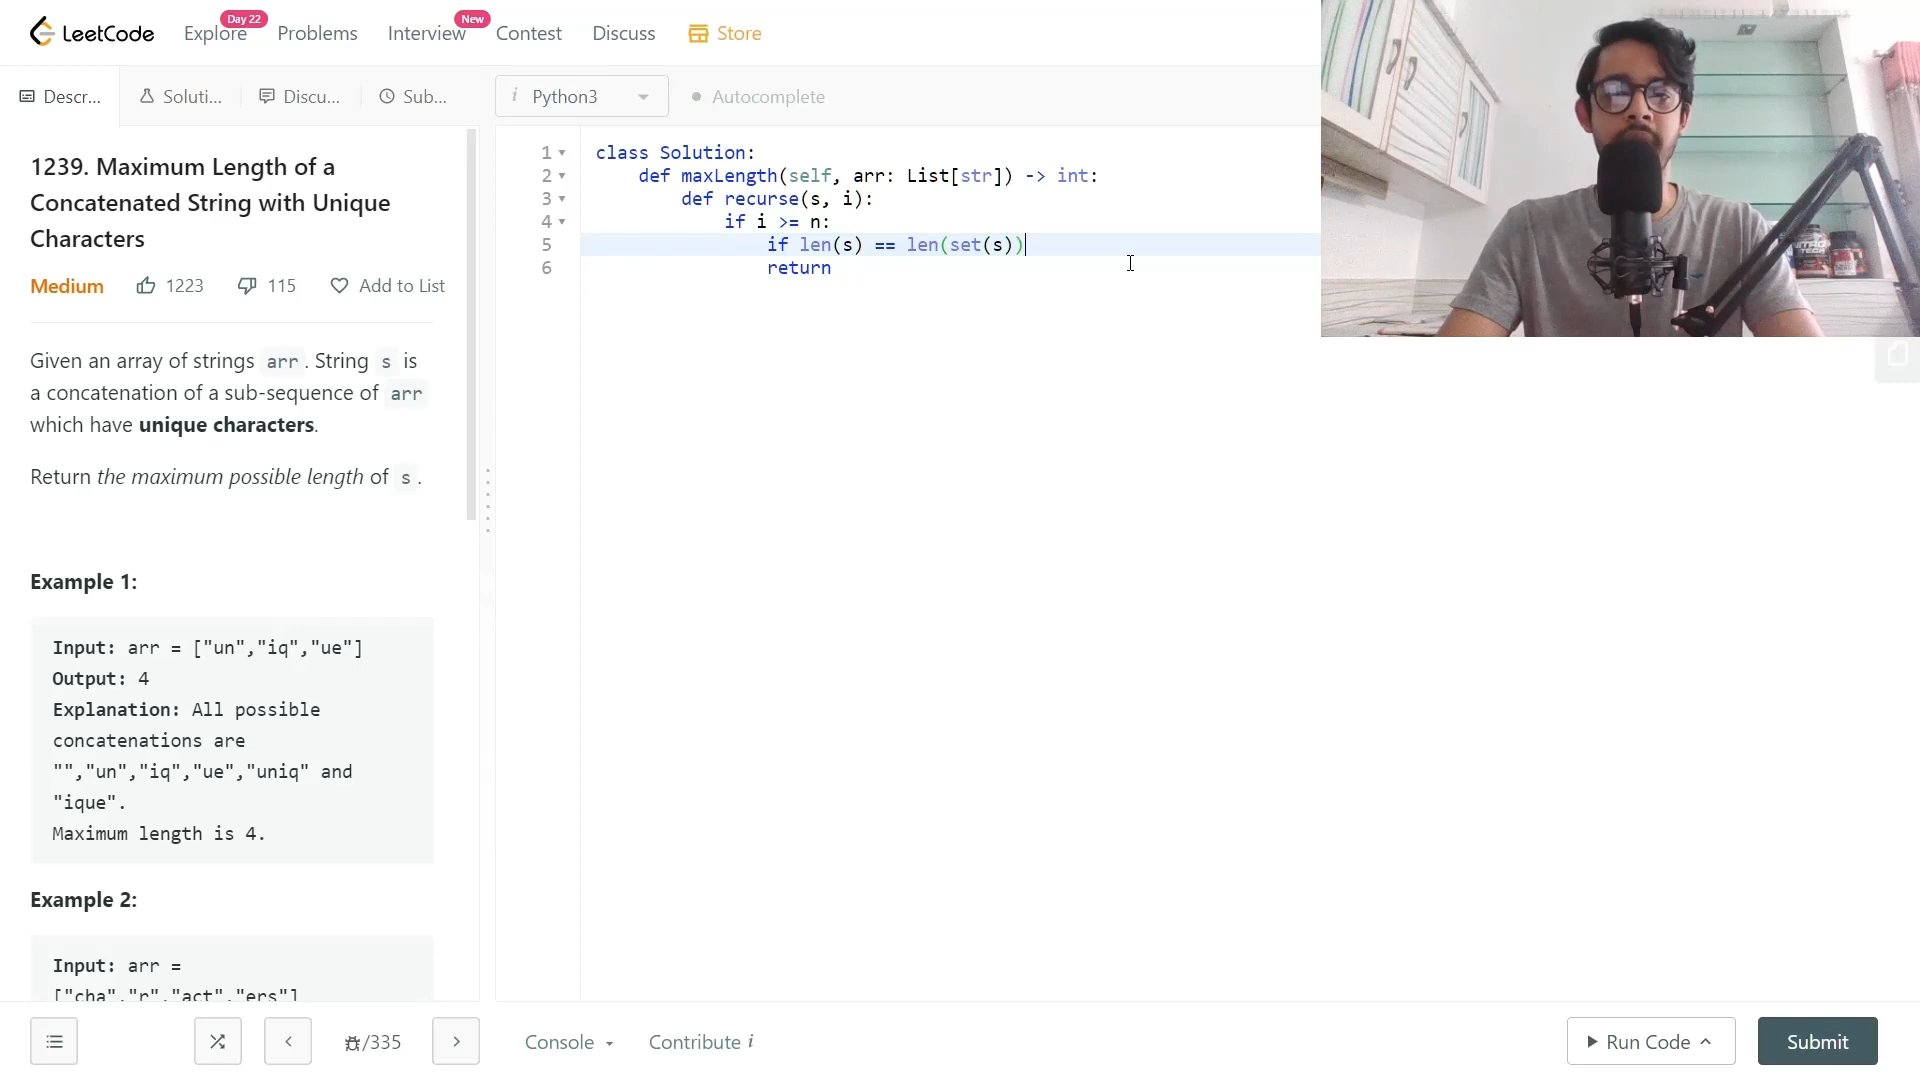 LeetCode
Explore
Day 22
Problems
Interview
New
Contest
Discuss
Store
Descr...
Soluti...
Discu...
Sub...
i Python3
Autocomplete
1239. Maximum Length of a
Concatenated String with Unique
Characters
Medium
1223
115
Add to List
Given an array of strings arr. String s is
a concatenation of a sub-sequence of arr
which have unique characters.
Return the maximum possible length of s.
Example 1:
Input: arr = ["un","iq","ue"]
Output: 4
Explanation: All possible
concatenations are
"","un","iq","ue","uniq" and
"ique".
Maximum length is 4.
Example 2:
Input: arr =
["cha","r","act","ers"]
1 class Solution:
2 def maxLength(self, arr: List[str]) -> int:
3 def recurse(s, i):
4 if i >= n:
5 if len(s) == len(set(s))
6 return
/335
Console
Contribute i
Run Code
Submit